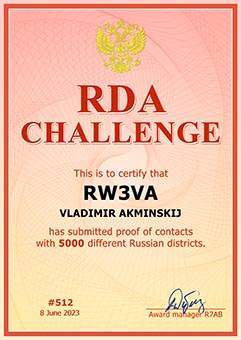 RDA
CHALLENGE
This is to certify that
RW3VA
VLADIMIR AKMINSKIJ
has submitted proof of contacts
with 5000 different Russian districts.
#512
8 June 2023
Award manager R7AB